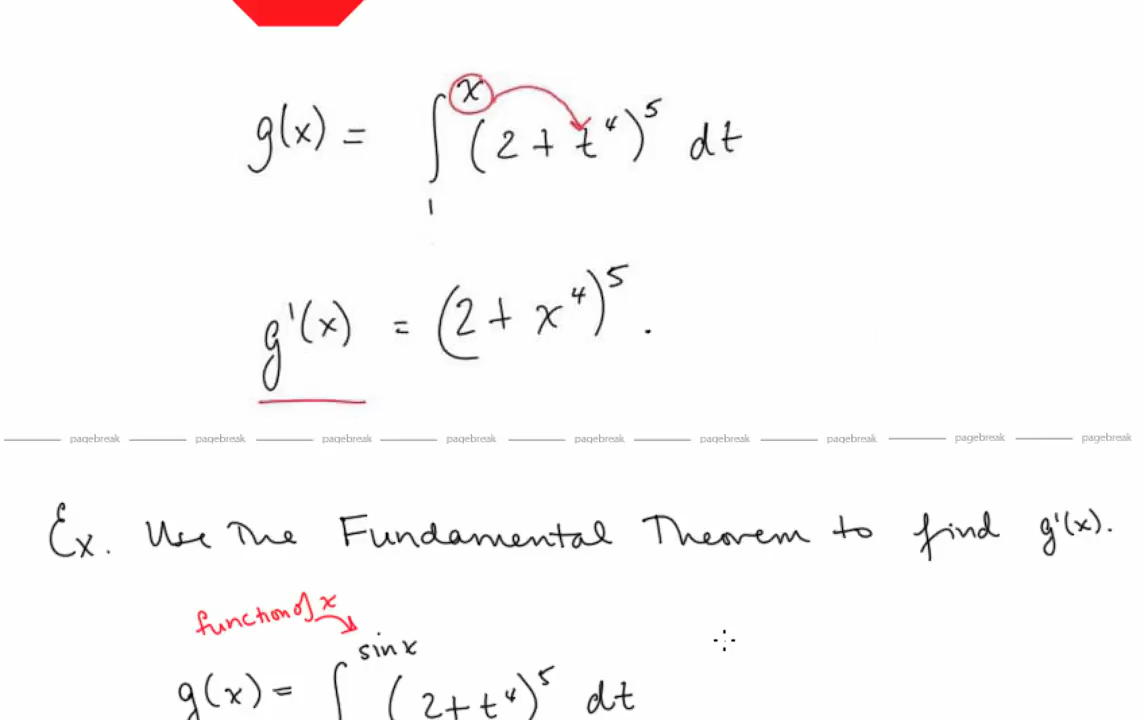 g(x) = ∫₁ˣ (2 + t⁴)⁵ dt
g'(x) = (2 + x⁴)⁵.
pagebreak pagebreak pagebreak pagebreak pagebreak pagebreak pagebreak pagebreak pagebreak
Ex. Use The Fundamental Theorem to find g'(x).
function of x
sin x
g(x) = ∫ (2 + t⁴)⁵ dt